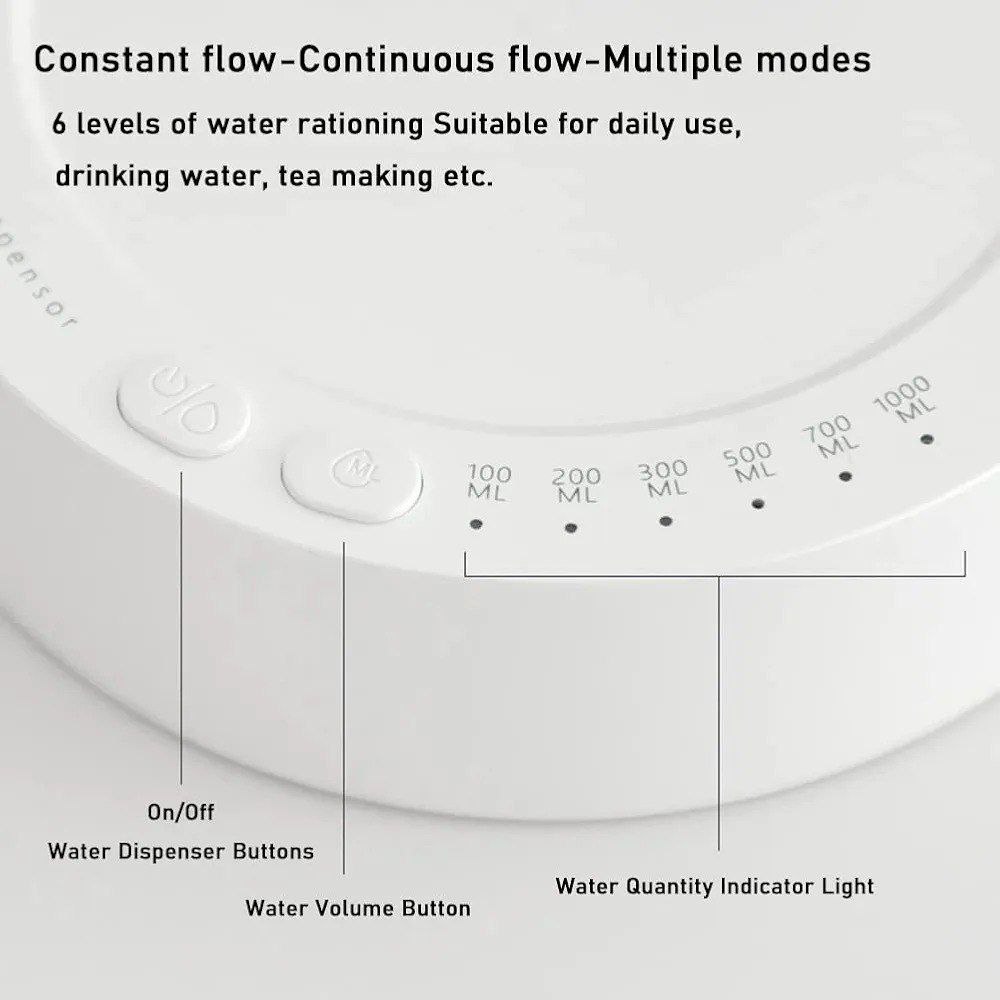 Constant flow-Continuous flow-Multiple modes
6 levels of water rationing Suitable for daily use,
drinking water, tea making etc.
ML
100 ML
200 ML
300 ML
500 ML
700 ML
1000 ML
On/Off
Water Dispenser Buttons
Water Volume Button
Water Quantity Indicator Light